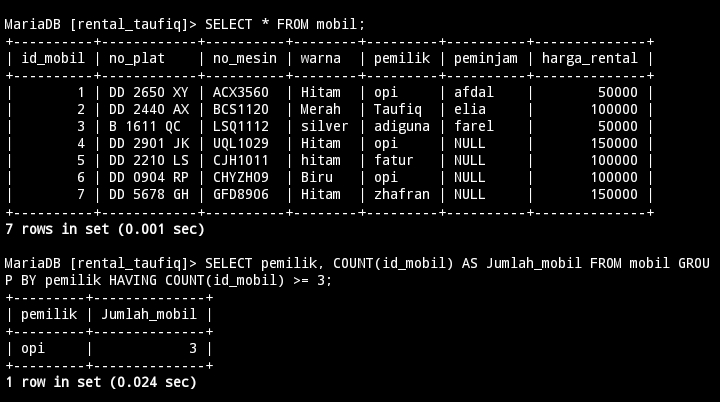 MariaDB [rental_taufiq]> SELECT * FROM mobil;
+----------+------------+----------+--------+---------+----------+--------------+
| id_mobil | no_plat    | no_mesin | warna  | pemilik | peminjam | harga_rental |
+----------+------------+----------+--------+---------+----------+--------------+
|        1 | DD 2650 XY | ACX3560  | Hitam  | opi     | afdal    |        50000 |
|        2 | DD 2440 AX | BCS1120  | Merah  | Taufiq  | elia     |       100000 |
|        3 | B 1611 QC  | LSQ1112  | silver | adiguna | farel    |        50000 |
|        4 | DD 2901 JK | UQL1029  | Hitam  | opi     | NULL     |       150000 |
|        5 | DD 2210 LS | CJH1011  | hitam  | fatur   | NULL     |       100000 |
|        6 | DD 0904 RP | CHYZH09  | Biru   | opi     | NULL     |       100000 |
|        7 | DD 5678 GH | GFD8906  | Hitam  | zhafran | NULL     |       150000 |
+----------+------------+----------+--------+---------+----------+--------------+
7 rows in set (0.001 sec)
MariaDB [rental_taufiq]> SELECT pemilik, COUNT(id_mobil) AS Jumlah_mobil FROM mobil GROU
P BY pemilik HAVING COUNT(id_mobil) >= 3;
+---------+--------------+
| pemilik | Jumlah_mobil |
+---------+--------------+
| opi     |            3 |
+---------+--------------+
1 row in set (0.024 sec)